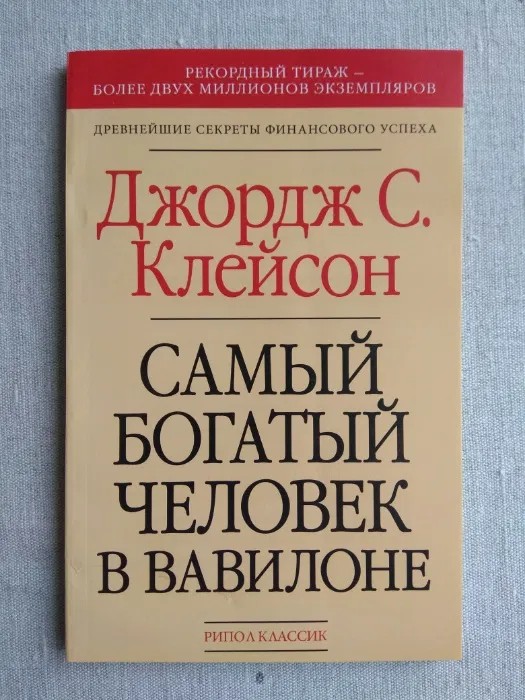 РЕКОРДНЫЙ ТИРАЖ –
БОЛЕЕ ДВУХ МИЛЛИОНОВ ЭКЗЕМПЛЯРОВ
ДРЕВНЕЙШИЕ СЕКРЕТЫ ФИНАНСОВОГО УСПЕХА
Джордж С.
Клейсон
САМЫЙ
БОГАТЫЙ
ЧЕЛОВЕК
В ВАВИЛОНЕ
РИПОЛ КЛАССИК